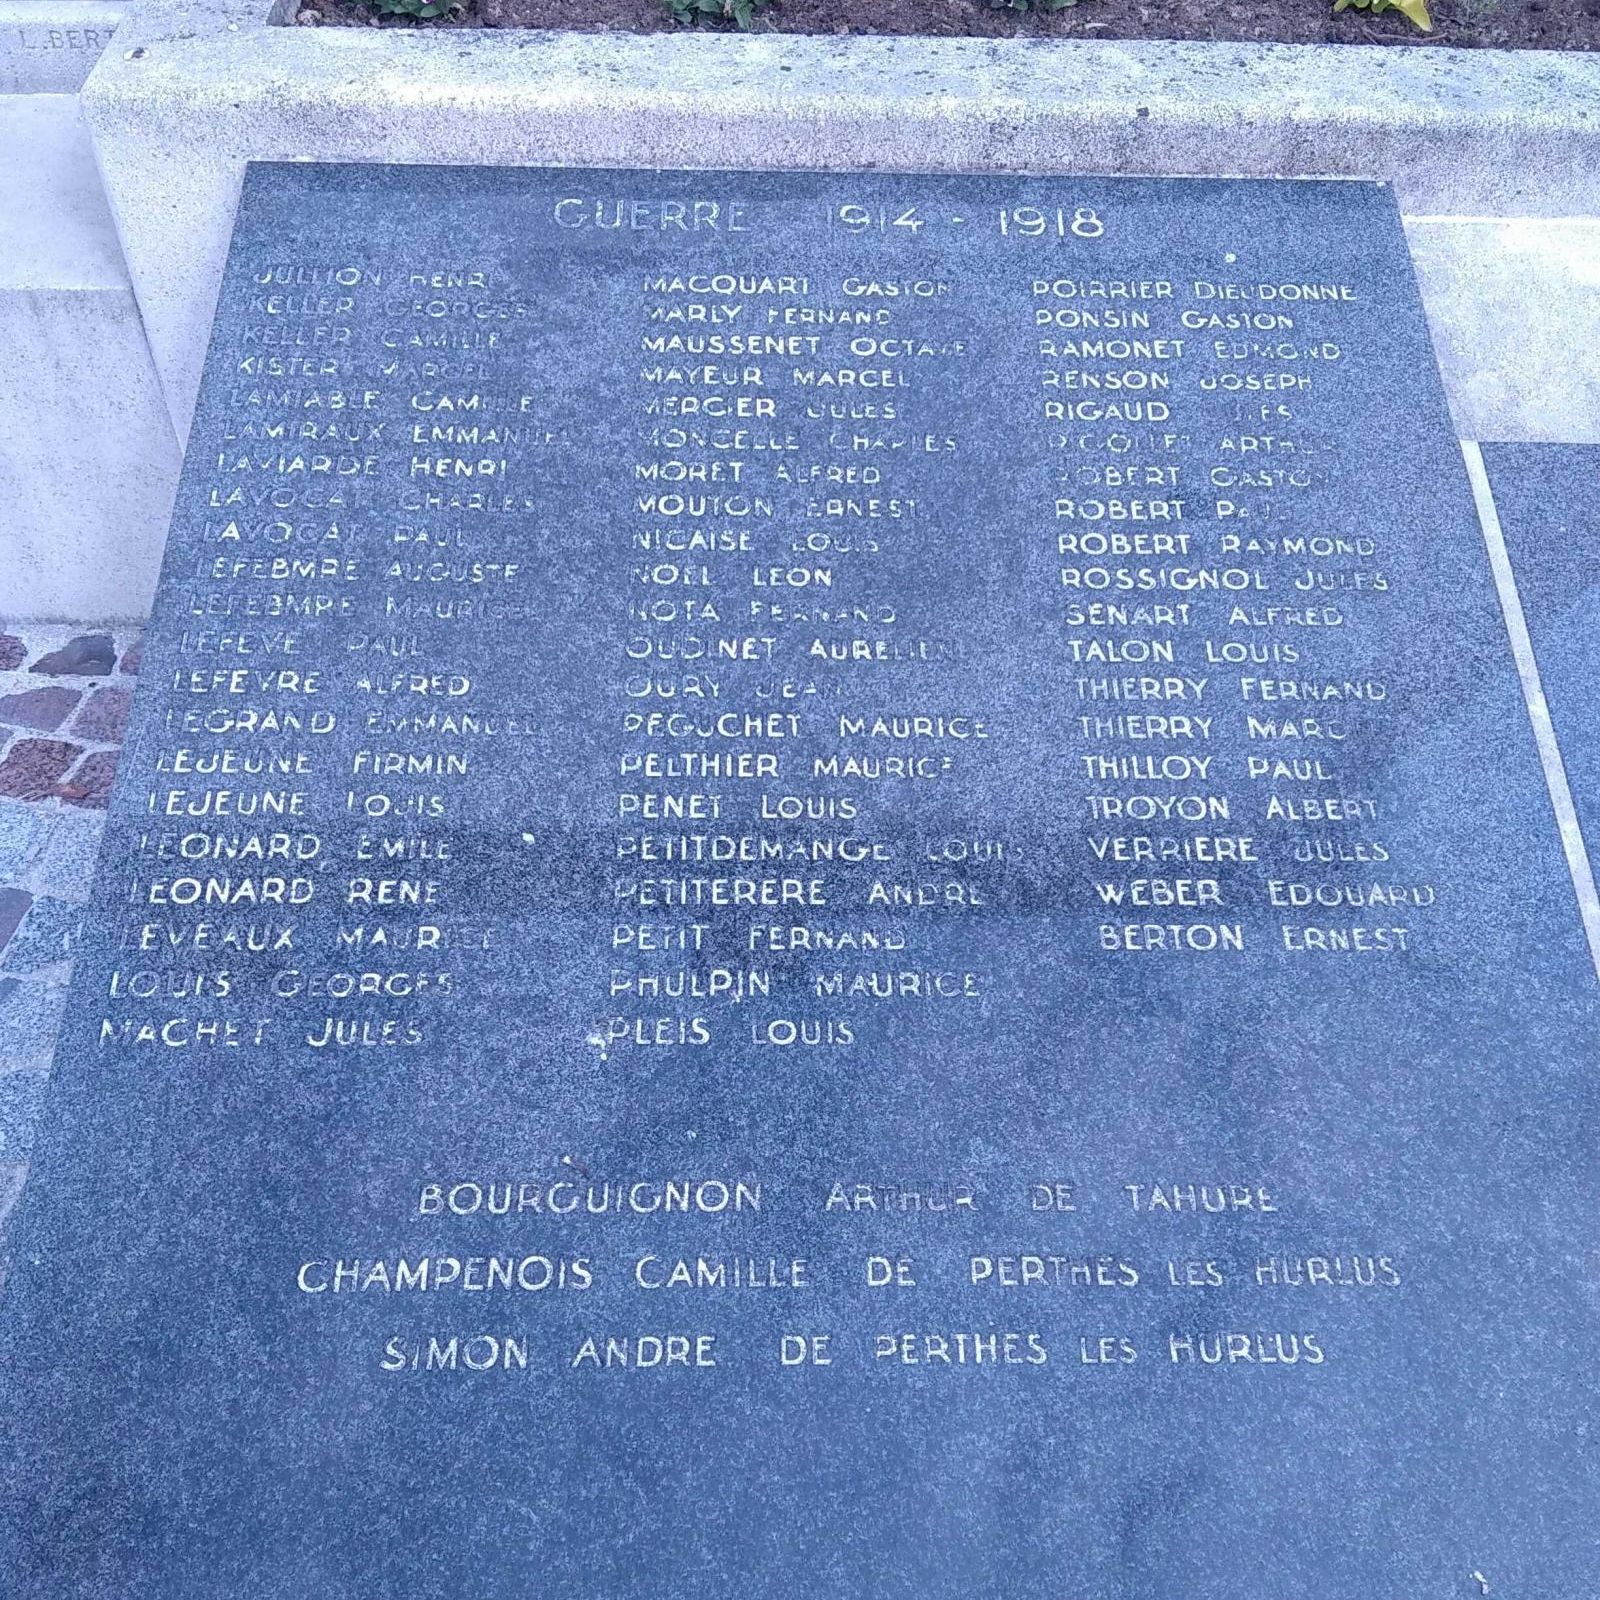 GUERRE 1914 - 1918
JULLION HENRI
KELLER GEORGES
KELLER CAMILLE
KISTER MARCEL
LAMIABLE CAMILLE
LAMIRAUX EMMANUEL
LAVIARDE HENRI
LAVOCAT CHARLES
LAVOCAT PAUL
LEFEBMRE AUGUSTE
LEFEBMRE MAURICE
LEFEVE PAUL
LEFEVRE ALFRED
LEGRAND EMMANUEL
LEJEUNE FIRMIN
LEJEUNE LOUIS
LEONARD EMILE
LEONARD RENE
LEVEAUX MAURICE
LOUIS GEORGES
MACHET JULES
MACQUART GASTON
MARLY FERNAND
MAUSSENET OCTAVE
MAYEUR MARCEL
MERCIER JULES
MONCELLE CHARLES
MORET ALFRED
MOUTON ERNEST
NICAISE LOUIS
NOEL LEON
NOTA FERNAND
OUDINET AURELIEN
OURY JEAN
PEGUCHET MAURICE
PELTHIER MAURICE
PENET LOUIS
PETITDEMANGE LOUIS
PETITERERE ANDRE
PETIT FERNAND
PHULPIN MAURICE
PLEIS LOUIS
POIRRIER DIEUDONNE
PONSIN GASTON
RAMONET EDMOND
RENSON JOSEPH
RIGAUD JULES
RIGOLLET ARTHUR
ROBERT GASTON
ROBERT PAUL
ROBERT RAYMOND
ROSSIGNOL JULES
SENART ALFRED
TALON LOUIS
THIERRY FERNAND
THIERRY MARC
THILLOY PAUL
TROYON ALBERT
VERRIERE JULES
WEBER EDOUARD
BERTON ERNEST
BOURGUIGNON ARTHUR DE TAHURE
CHAMPENOIS CAMILLE DE PERTHES LES HURLUS
SIMON ANDRE DE PERTHES LES HURLUS